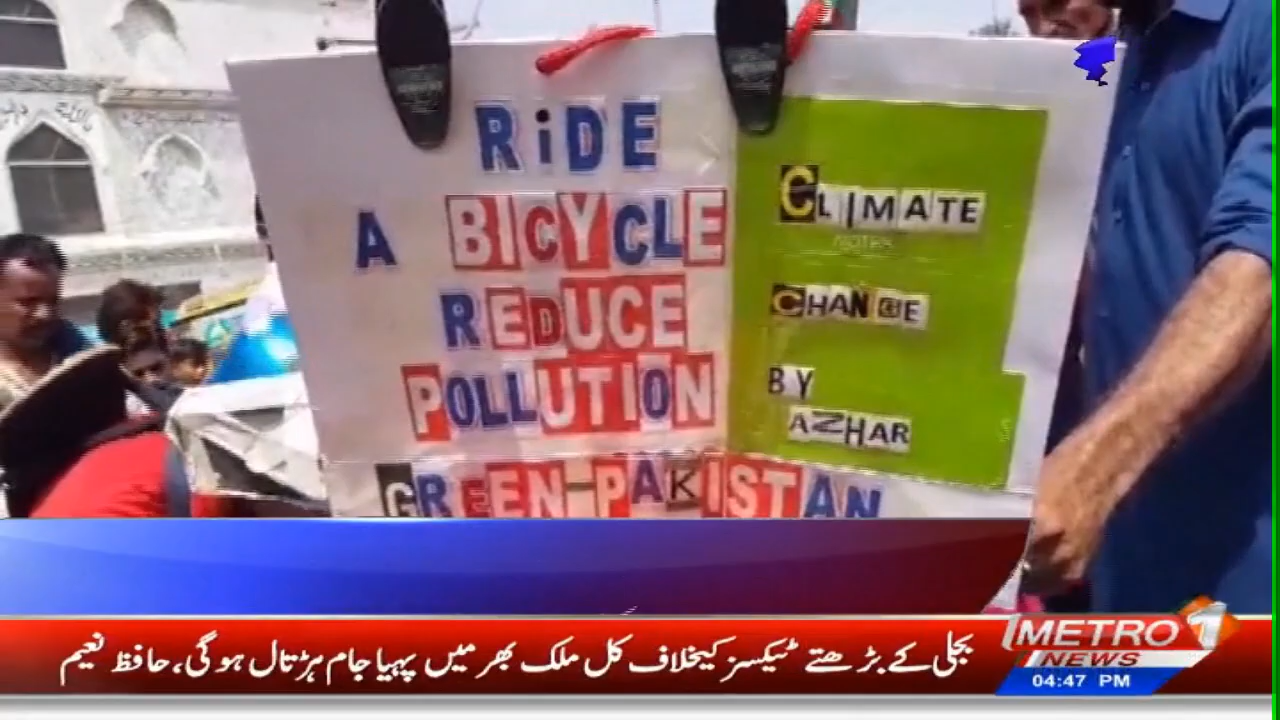 RiDE
A BICYCLE
REDUCE
POLLUTION
GREEN-PAKISTAN
CLIMATE
NOTES
CHANGE
BY
AZHAR
بجلی کے بڑھتے ٹیکسز کیخلاف کل ملک بھر میں پہیا جام ہڑتال ہوگی، حافظ نعیم
METRO 1
NEWS
04:47 PM